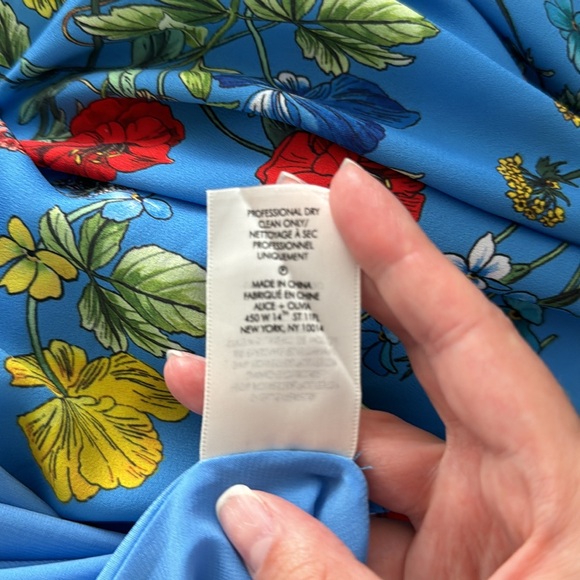 PROFESSIONAL DRY
CLEAN ONLY/
NETTOYAGE À SEC
PROFESSIONNEL
UNIQUEMENT
P
MADE IN CHINA
FABRIQUÉ EN CHINE
ALICE + OLIVIA
450 W 14TH ST 11FL
NEW YORK, NY 10014